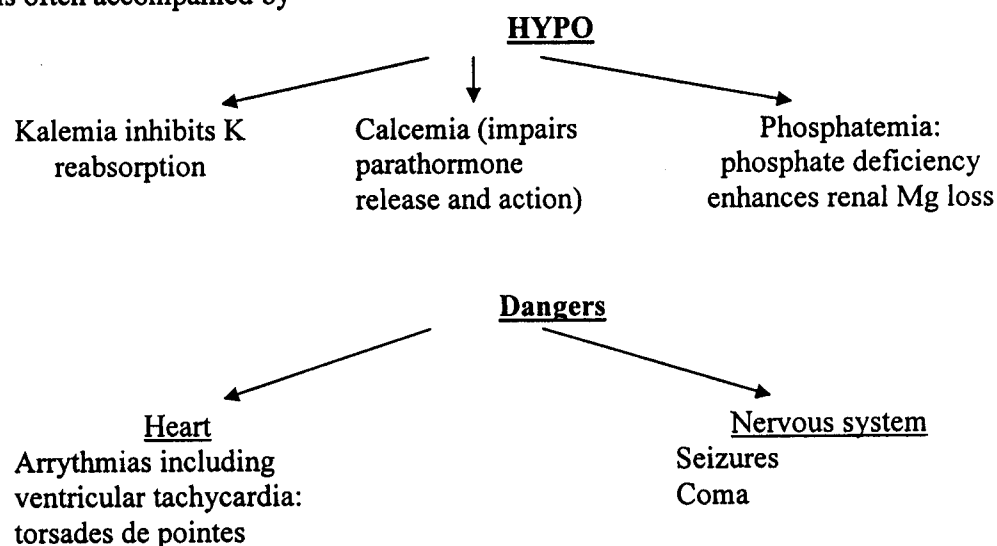 is often accompanied by
HYPO
Kalemia inhibits K
reabsorption
Calcemia (impairs
parathormone
release and action)
Phosphatemia:
phosphate deficiency
enhances renal Mg loss
Dangers
Heart
Arrythmias including
ventricular tachycardia:
torsades de pointes
Nervous system
Seizures
Coma